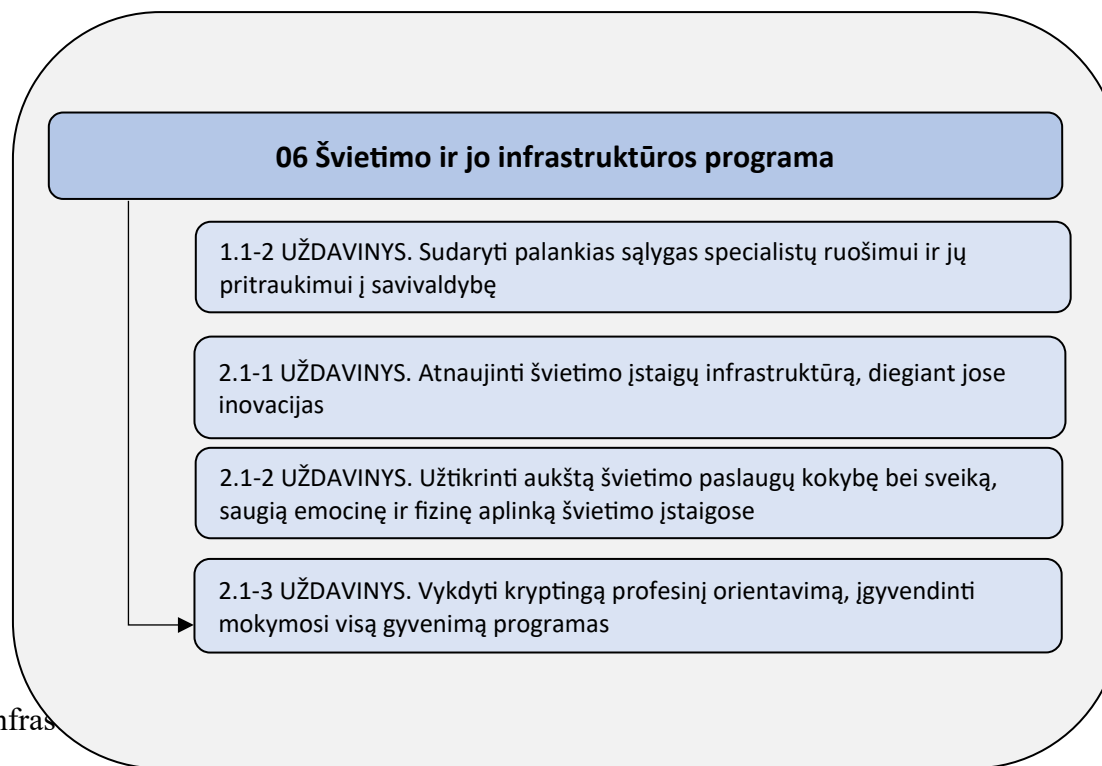 06 Švietimo ir jo infrastruktūros programa
1.1-2 UŽDAVINYS. Sudaryti palankias sąlygas specialistų ruošimui ir jų
pritraukimui į savivaldybę
2.1-1 UŽDAVINYS. Atnaujinti švietimo įstaigų infrastruktūrą, diegiant jose
inovacijas
2.1-2 UŽDAVINYS. Užtikrinti aukštą švietimo paslaugų kokybę bei sveiką,
saugią emocinę ir fizinę aplinką švietimo įstaigose
2.1-3 UŽDAVINYS. Vykdyti kryptingą profesinį orientavimą, įgyvendinti
mokymosi visą gyvenimą programas